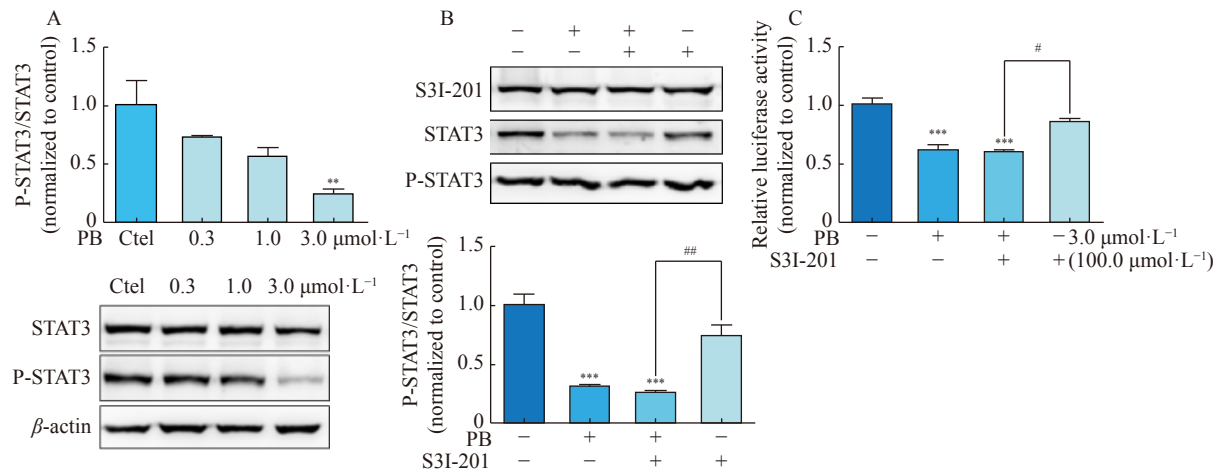 A
P-STAT3/STAT3
(normalized to control)
1.5
1.0
0.5
0
**
PB Ctel 0.3 1.0 3.0 μmol·L⁻¹
Ctel 0.3 1.0 3.0 μmol·L⁻¹
STAT3
P-STAT3
β-actin
B
− + + −
− − + +
S3I-201
STAT3
P-STAT3
P-STAT3/STAT3
(normalized to control)
1.5
1.0
0.5
0
*** *** ##
PB − + + −
S3I-201 − − + +
C
Relative luciferase activity
(normalized to control)
1.5
1.0
0.5
0
*** *** #
PB − + + − 3.0 μmol·L⁻¹
S3I-201 − − + + (100.0 μmol·L⁻¹)